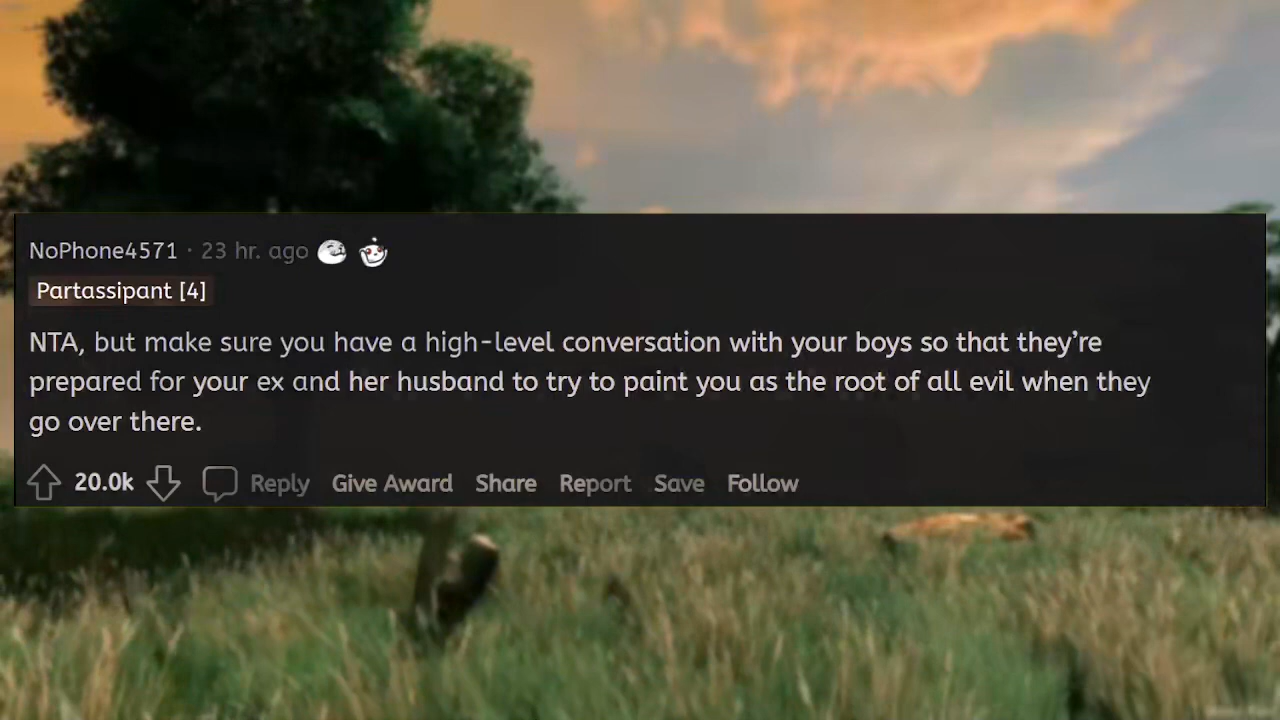 NoPhone4571 · 23 hr. ago
Partassipant [4]
NTA, but make sure you have a high-level conversation with your boys so that they’re
prepared for your ex and her husband to try to paint you as the root of all evil when they
go over there.
20.0k Reply Give Award Share Report Save Follow